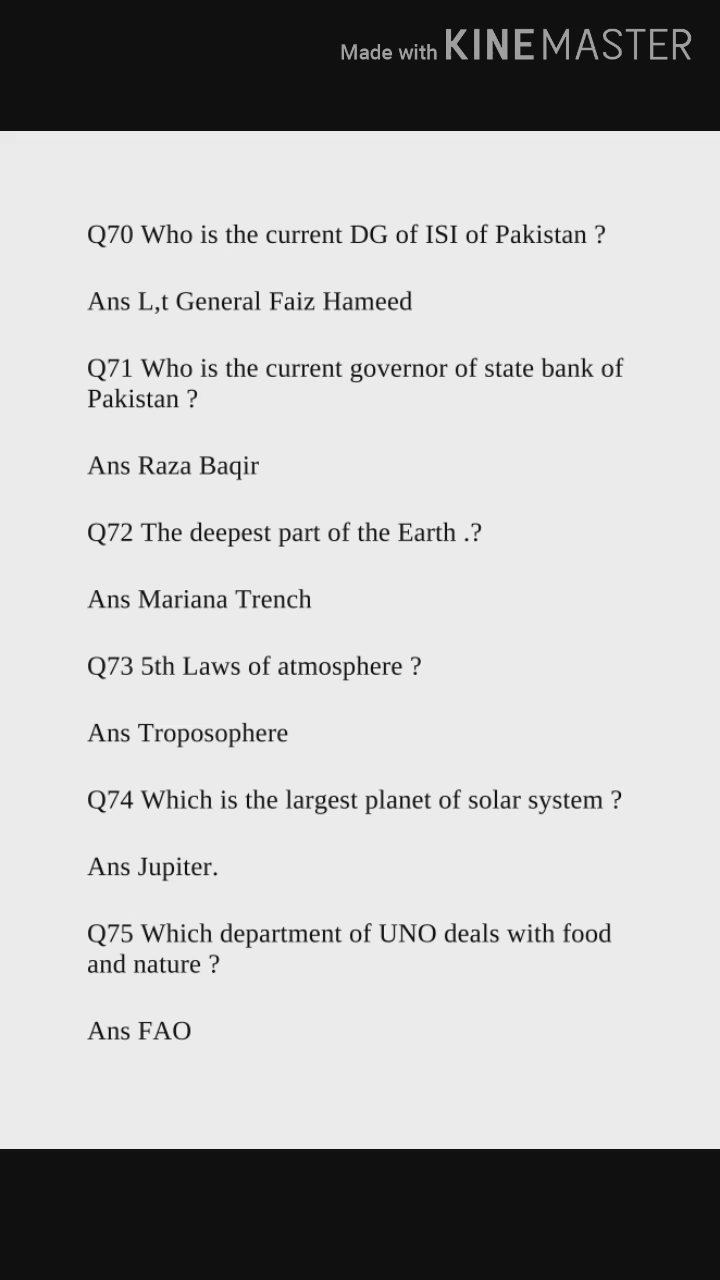 Made with KINEMASTER
Q70 Who is the current DG of ISI of Pakistan ?
Ans L,t General Faiz Hameed
Q71 Who is the current governor of state bank of
Pakistan ?
Ans Raza Baqir
Q72 The deepest part of the Earth .?
Ans Mariana Trench
Q73 5th Laws of atmosphere ?
Ans Troposophere
Q74 Which is the largest planet of solar system ?
Ans Jupiter.
Q75 Which department of UNO deals with food
and nature ?
Ans FAO